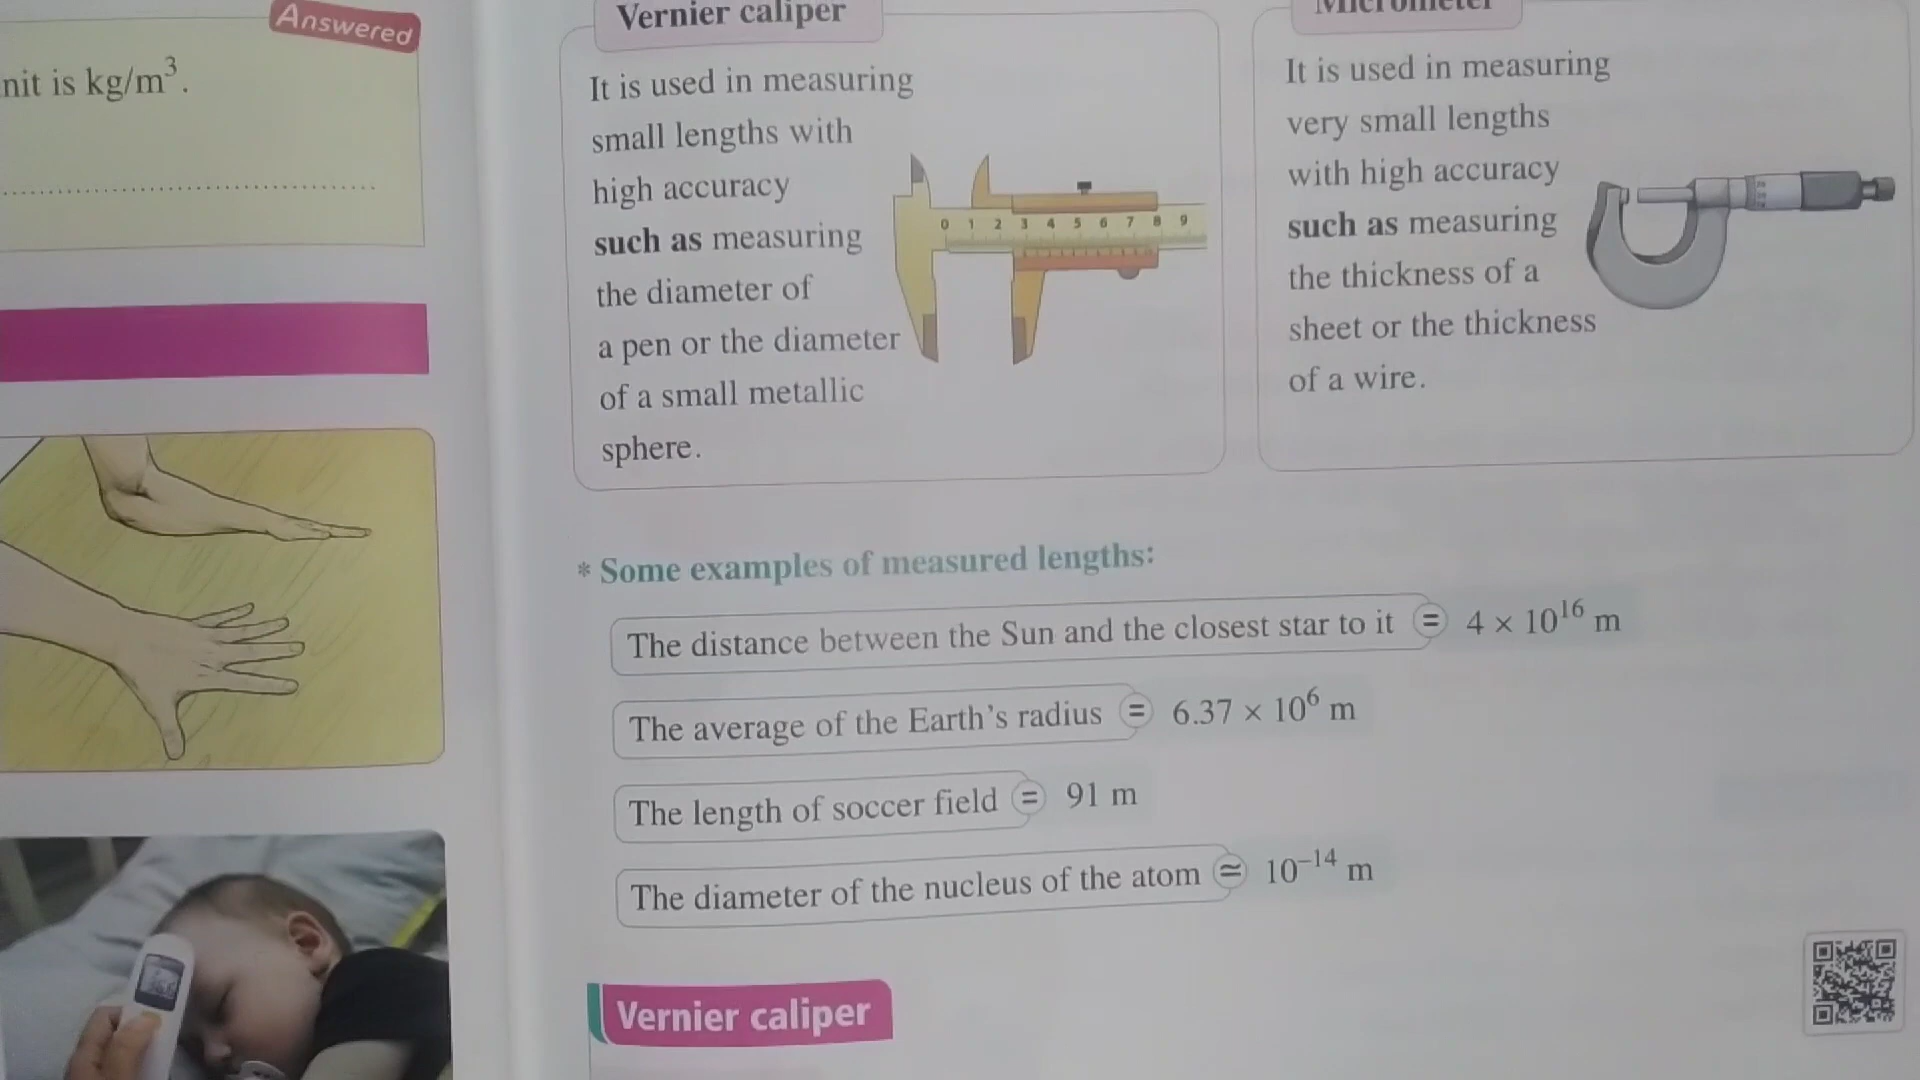 Answered
nit is kg/m³.
Vernier caliper
It is used in measuring
small lengths with
high accuracy
such as measuring
the diameter of
a pen or the diameter
of a small metallic
sphere.
0 1 2 3 4 5 6 7 8 9
Micrometer
It is used in measuring
very small lengths
with high accuracy
such as measuring
the thickness of a
sheet or the thickness
of a wire.
* Some examples of measured lengths:
The distance between the Sun and the closest star to it = 4 × 10¹⁶ m
The average of the Earth's radius = 6.37 × 10⁶ m
The length of soccer field = 91 m
The diameter of the nucleus of the atom ≃ 10⁻¹⁴ m
Vernier caliper